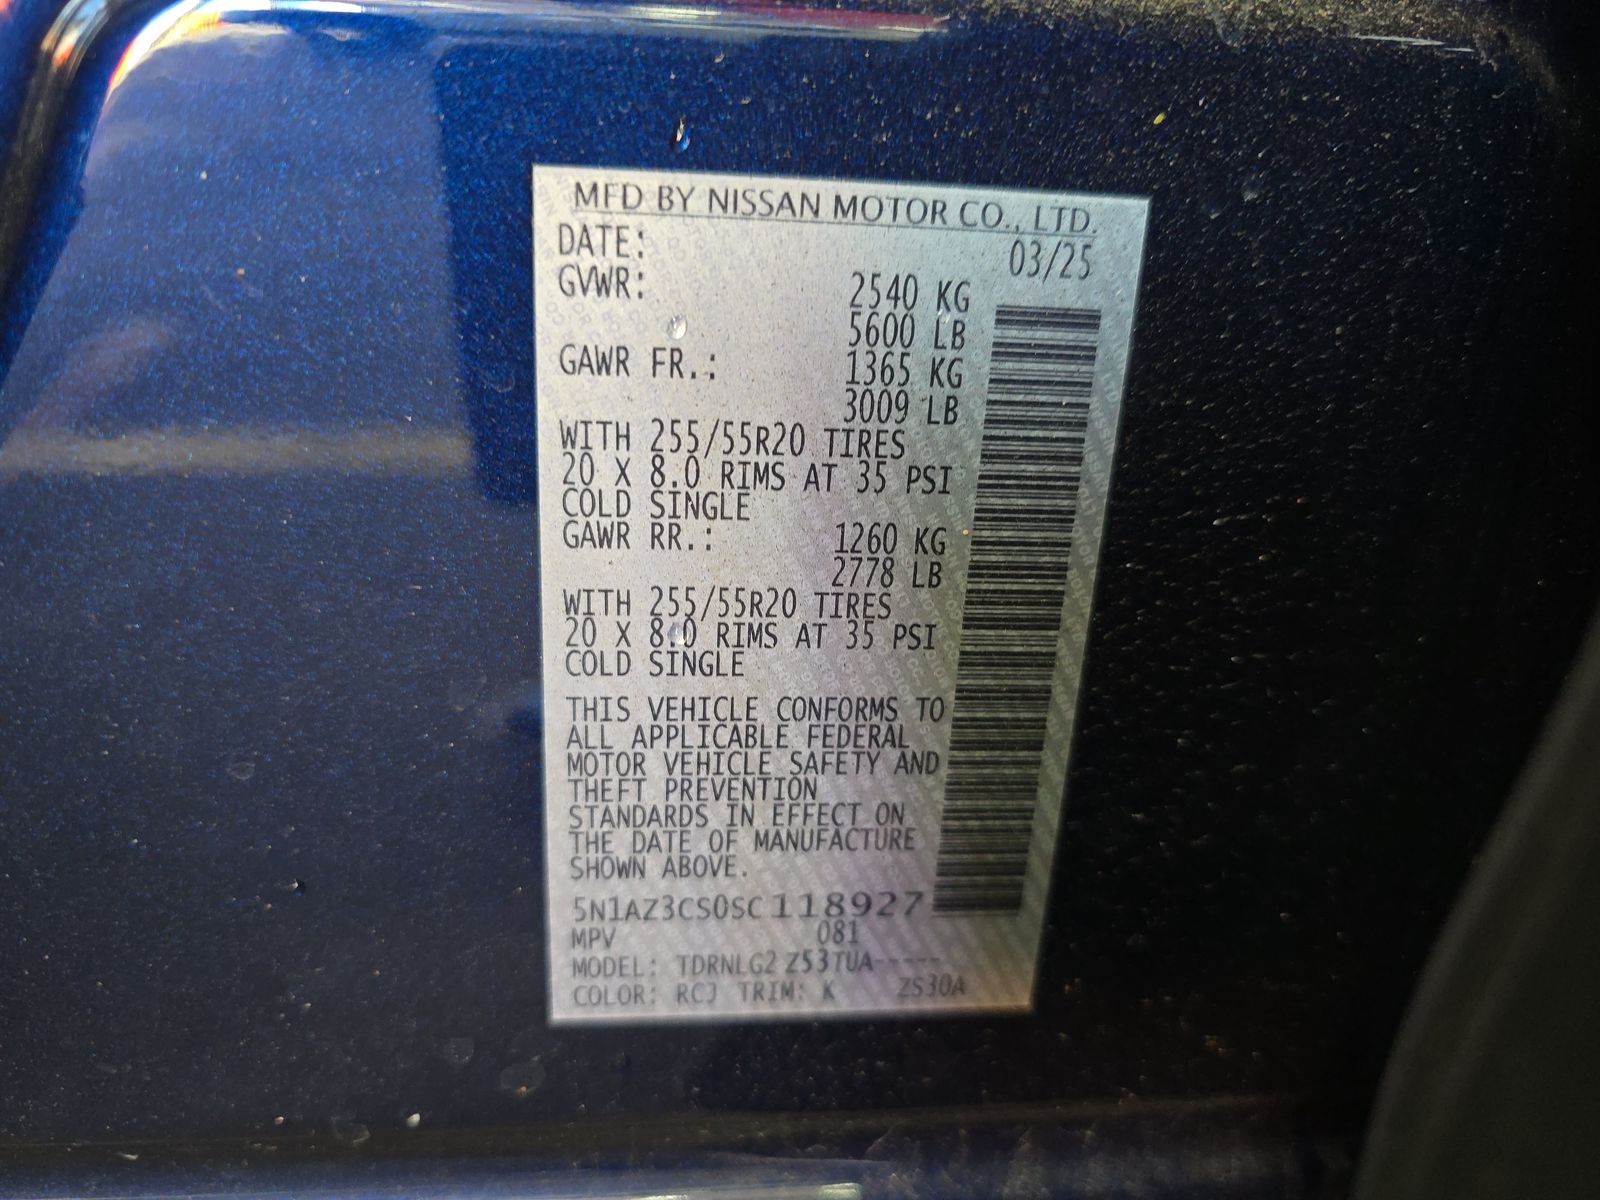 MFD BY NISSAN MOTOR CO., LTD.
DATE: 03/25
GVWR: 2540 KG
5600 LB
GAWR FR.: 1365 KG
3009 LB
WITH 255/55R20 TIRES
20 X 8.0 RIMS AT 35 PSI
COLD SINGLE
GAWR RR.: 1260 KG
2778 LB
WITH 255/55R20 TIRES
20 X 8.0 RIMS AT 35 PSI
COLD SINGLE
THIS VEHICLE CONFORMS TO
ALL APPLICABLE FEDERAL
MOTOR VEHICLE SAFETY AND
THEFT PREVENTION
STANDARDS IN EFFECT ON
THE DATE OF MANUFACTURE
SHOWN ABOVE.
5N1AZ3CS0SC118927
MPV 081
MODEL: TDRNLG2 Z53TUA-----
COLOR: RCJ TRIM: K ZS30A